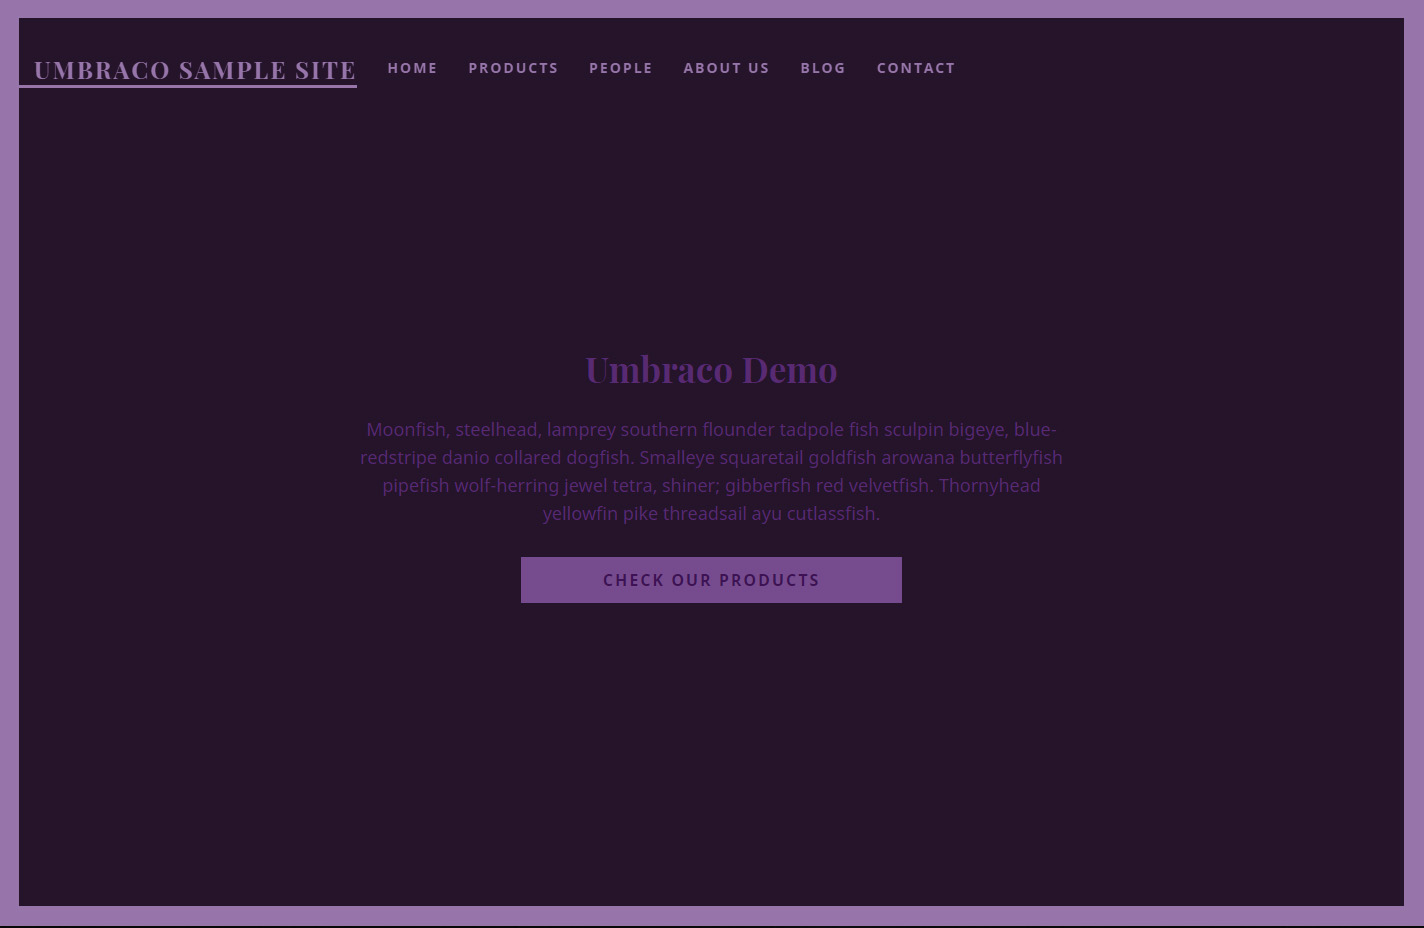 UMBRACO SAMPLE SITE HOME PRODUCTS PEOPLE ABOUT US BLOG CONTACT
Umbraco Demo
Moonfish, steelhead, lamprey southern flounder tadpole fish sculpin bigeye, blue-
redstripe danio collared dogfish. Smalleye squaretail goldfish arowana butterflyfish
pipefish wolf-herring jewel tetra, shiner; gibberfish red velvetfish. Thornyhead
yellowfin pike threadsail ayu cutlassfish.
CHECK OUR PRODUCTS